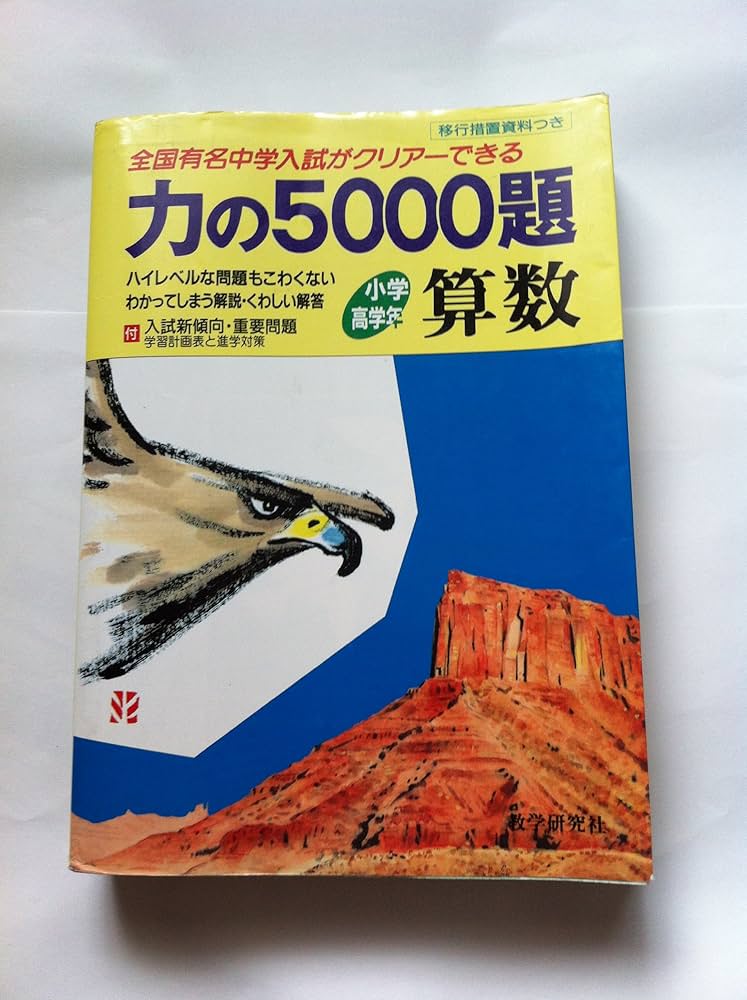 移行措置資料つき
全国有名中学入試がクリアーできる
力の5000題
ハイレベルな問題もこわくない
わかってしまう解説・くわしい解答
付 入試新傾向・重要問題
学習計画表と進学対策
小学
高学年
算数
教学研究社